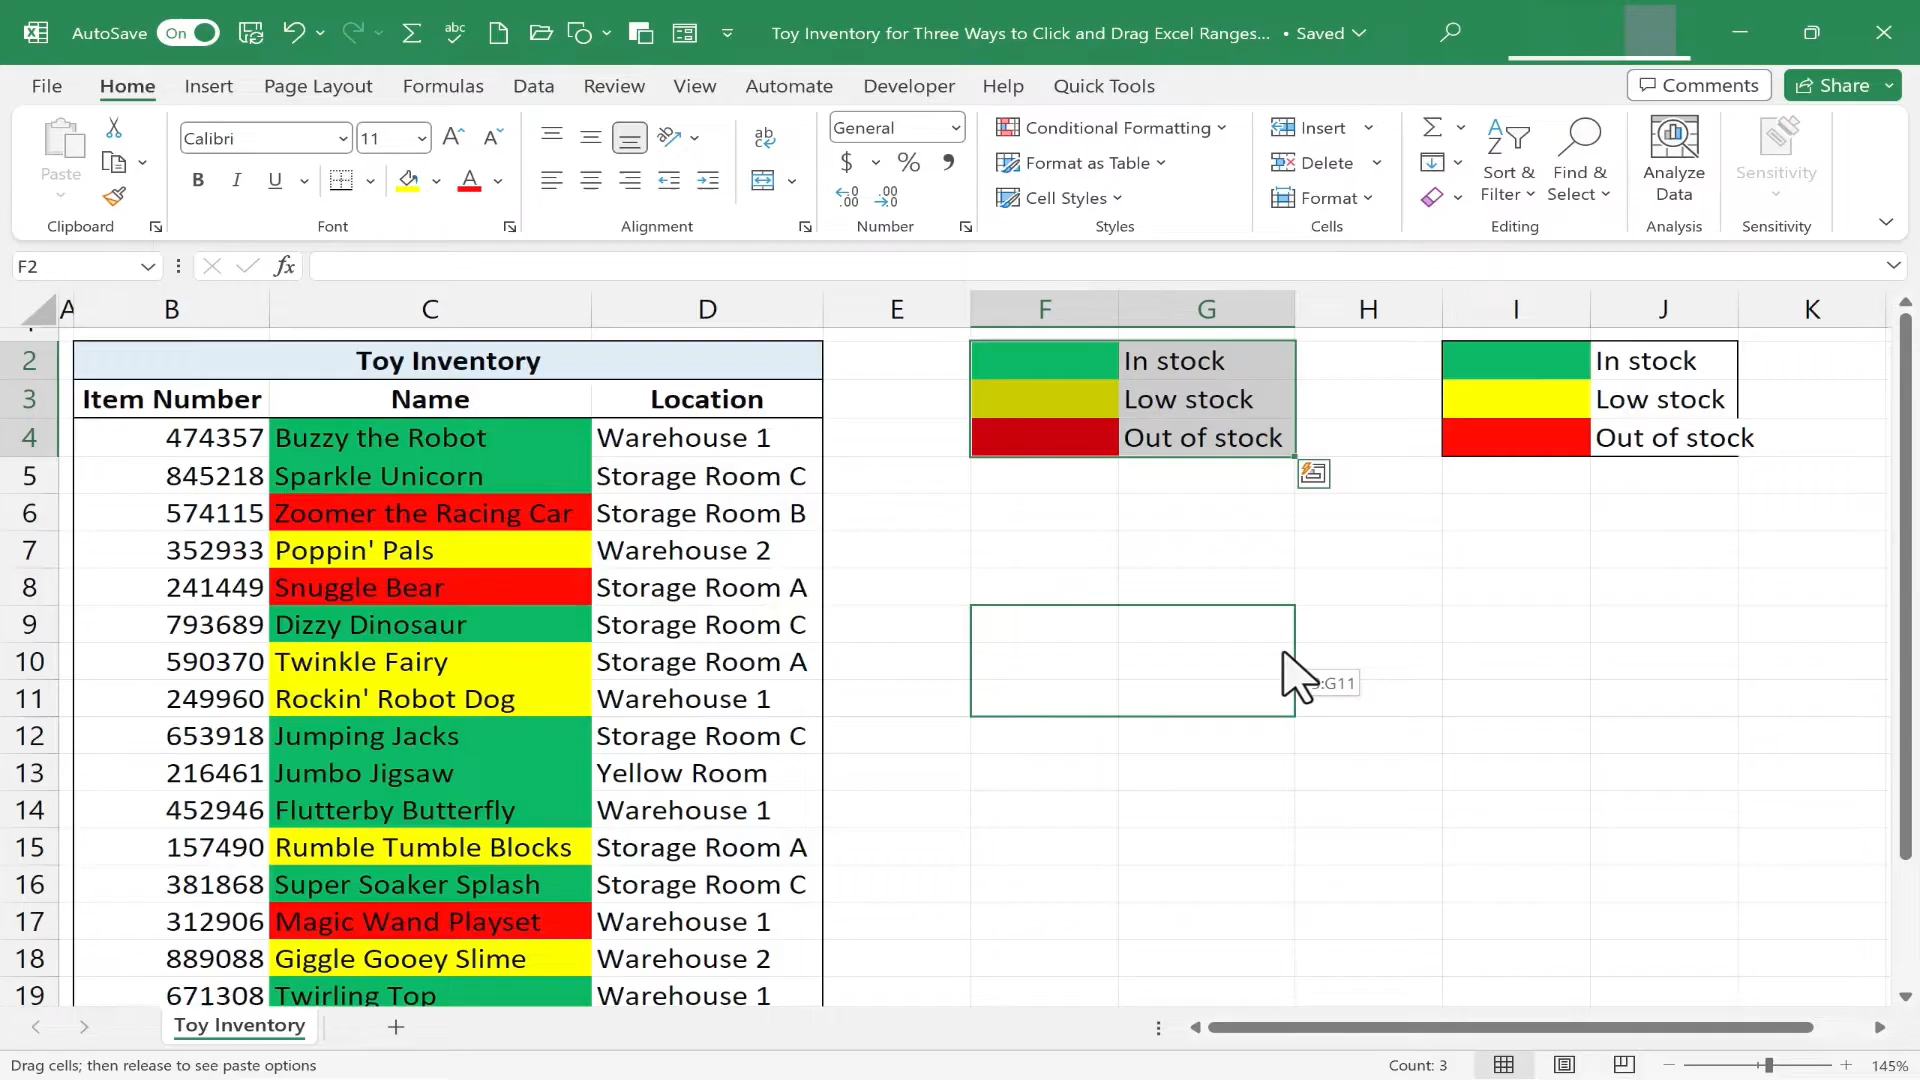 AutoSave On abc Toy Inventory for Three Ways to Click and Drag Excel Ranges... • Saved
File Home Insert Page Layout Formulas Data Review View Automate Developer Help Quick Tools Comments Share
Paste
Clipboard
Calibri 11
B I U A
Font
ab
Alignment
General
$ % 9
.00
Number
Conditional Formatting
Format as Table
Cell Styles
Styles
Insert
Delete
Format
Cells
Sort & Filter
Find & Select
Editing
Analyze Data
Analysis
Sensitivity
Sensitivity
F2 fx
A B C D E F G H I J K
2 Toy Inventory In stock In stock
3 Item Number Name Location Low stock Low stock
4 474357 Buzzy the Robot Warehouse 1 Out of stock Out of stock
5 845218 Sparkle Unicorn Storage Room C
6 574115 Zoomer the Racing Car Storage Room B
7 352933 Poppin' Pals Warehouse 2
8 241449 Snuggle Bear Storage Room A
9 793689 Dizzy Dinosaur Storage Room C
10 590370 Twinkle Fairy Storage Room A
11 249960 Rockin' Robot Dog Warehouse 1 :G11
12 653918 Jumping Jacks Storage Room C
13 216461 Jumbo Jigsaw Yellow Room
14 452946 Flutterby Butterfly Warehouse 1
15 157490 Rumble Tumble Blocks Storage Room A
16 381868 Super Soaker Splash Storage Room C
17 312906 Magic Wand Playset Warehouse 1
18 889088 Giggle Gooey Slime Warehouse 2
19 671308 Twirling Top Warehouse 1
Toy Inventory
Drag cells; then release to see paste options Count: 3 145%